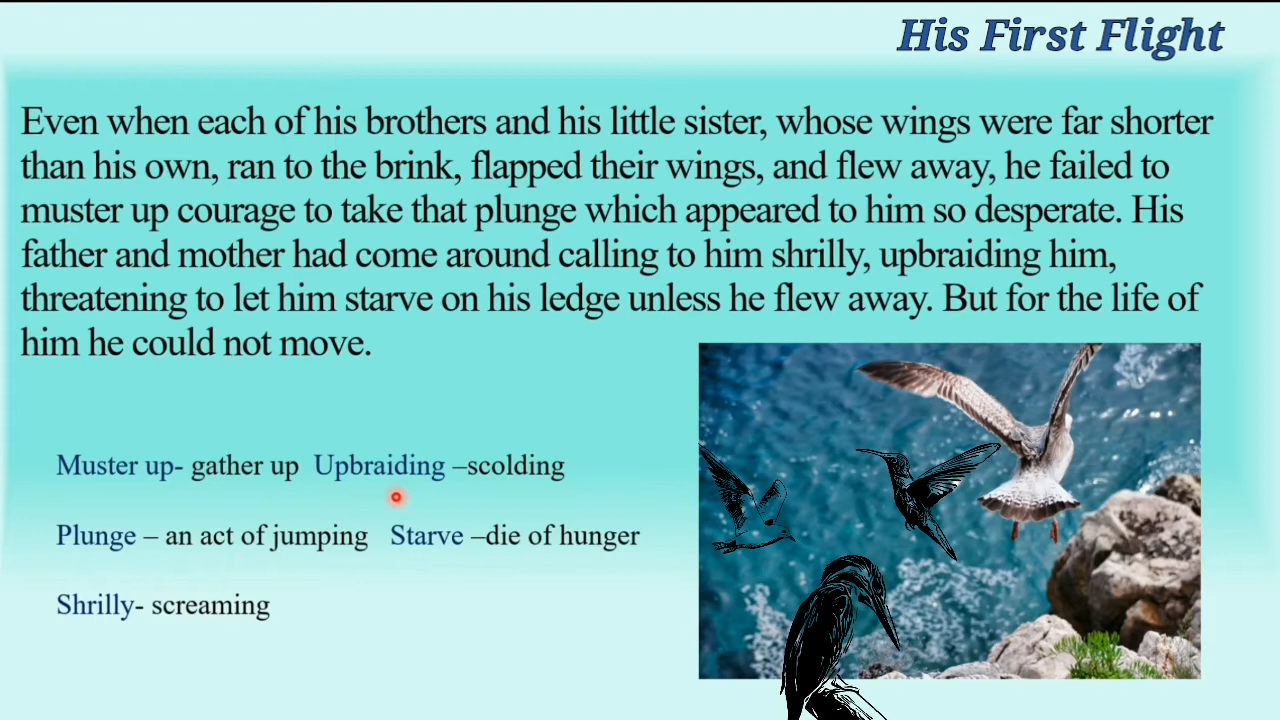 His First Flight
Even when each of his brothers and his little sister, whose wings were far shorter
than his own, ran to the brink, flapped their wings, and flew away, he failed to
muster up courage to take that plunge which appeared to him so desperate. His
father and mother had come around calling to him shrilly, upbraiding him,
threatening to let him starve on his ledge unless he flew away. But for the life of
him he could not move.
Muster up- gather up Upbraiding –scolding
Plunge – an act of jumping Starve –die of hunger
Shrilly- screaming